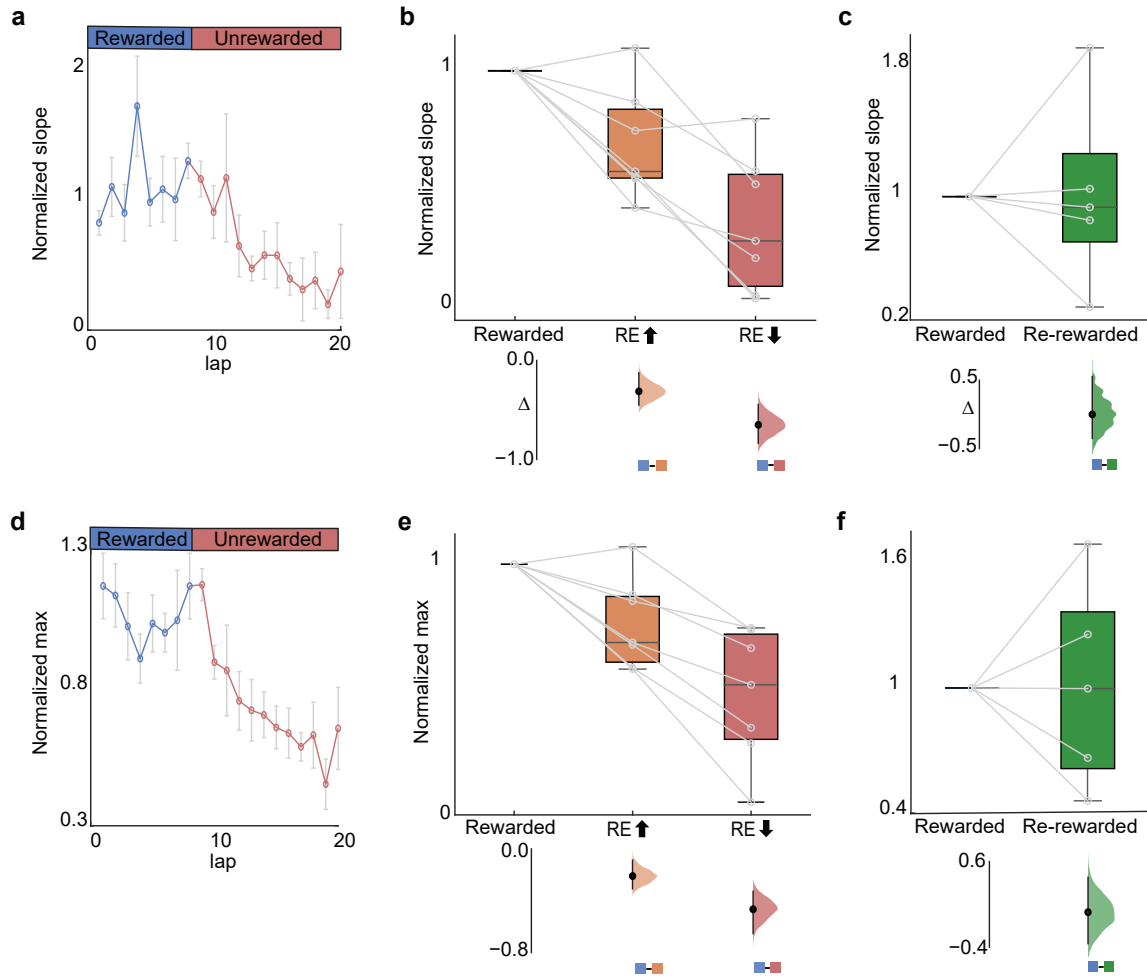 a
Rewarded Unrewarded
Normalized slope
2
1
0
0 10 20
lap
b
Normalized slope
1
0
Rewarded RE RE
0.0
Δ
−1.0
c
Normalized slope
1.8
1
0.2
Rewarded Re-rewarded
0.5
Δ
−0.5
d
Rewarded Unrewarded
Normalized max
1.3
0.8
0.3
0 10 20
lap
e
Normalized max
1
0
Rewarded RE RE
0.0
−0.8
f
1.6
1
0.4
Rewarded Re-rewarded
0.6
−0.4